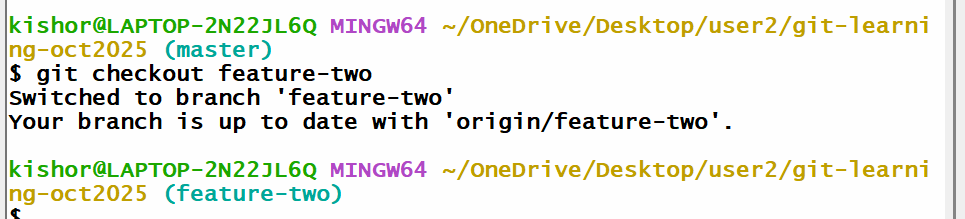 kishor@LAPTOP-2N22JL6Q MINGW64 ~/OneDrive/Desktop/user2/git-learni
ng-oct2025 (master)
$ git checkout feature-two
Switched to branch 'feature-two'
Your branch is up to date with 'origin/feature-two'.
kishor@LAPTOP-2N22JL6Q MINGW64 ~/OneDrive/Desktop/user2/git-learni
ng-oct2025 (feature-two)
$